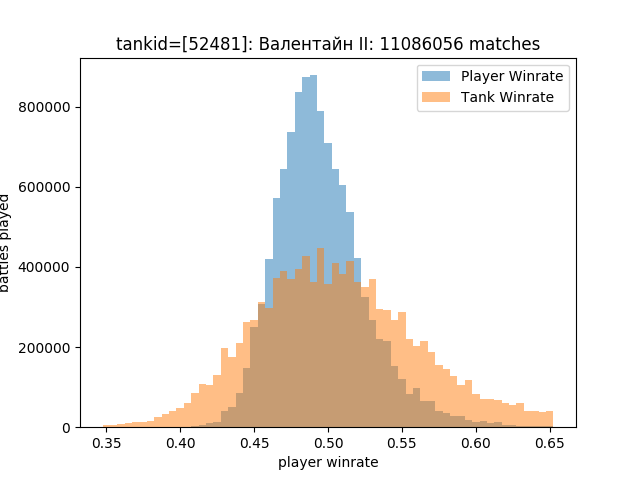 tankid=[52481]: Валентайн II: 11086056 matches
Player Winrate
Tank Winrate
800000
600000
400000
200000
0
battles played
0.35 0.40 0.45 0.50 0.55 0.60 0.65
player winrate